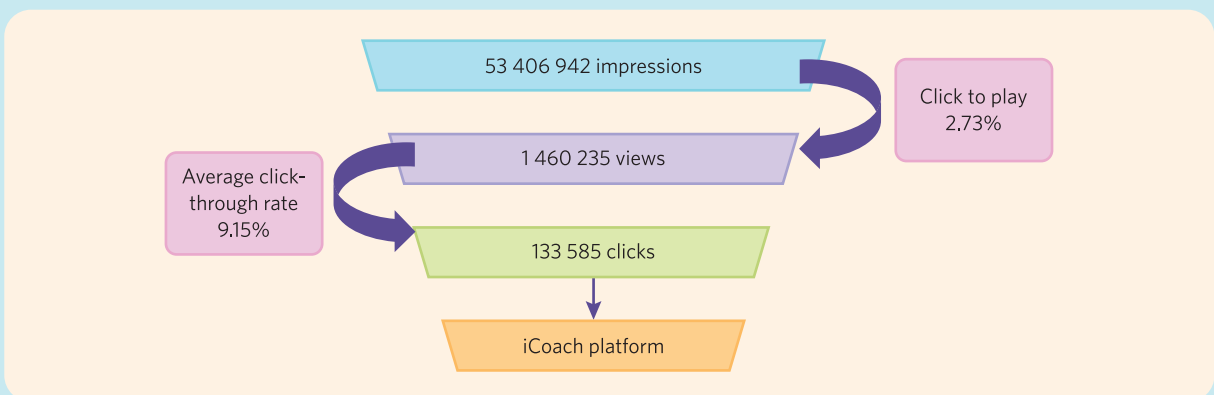 53 406 942 impressions
Click to play
2.73%
1 460 235 views
Average click-
through rate
9.15%
133 585 clicks
iCoach platform